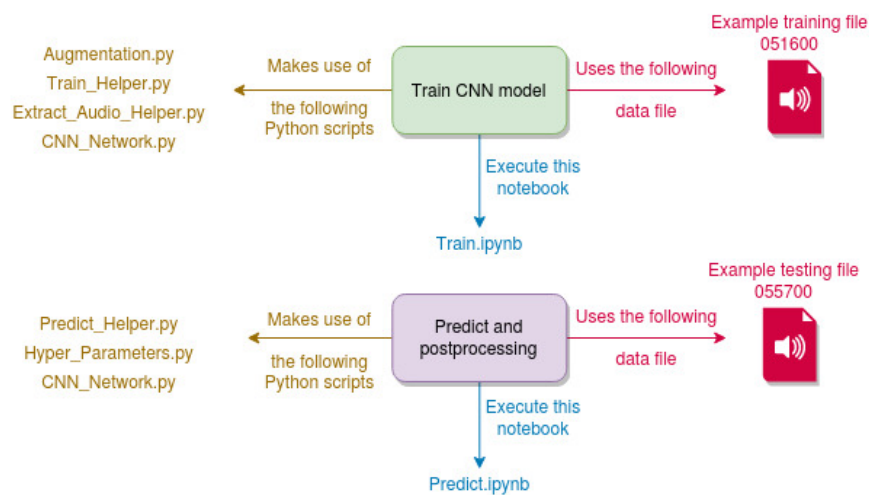 Augmentation.py
Train_Helper.py
Extract_Audio_Helper.py
CNN_Network.py
Makes use of
the following
Python scripts
Train CNN model
Uses the following
data file
Example training file
051600
Execute this
notebook
Train.ipynb
Predict_Helper.py
Hyper_Parameters.py
CNN_Network.py
Makes use of
the following
Python scripts
Predict and
postprocessing
Uses the following
data file
Example testing file
055700
Execute this
notebook
Predict.ipynb